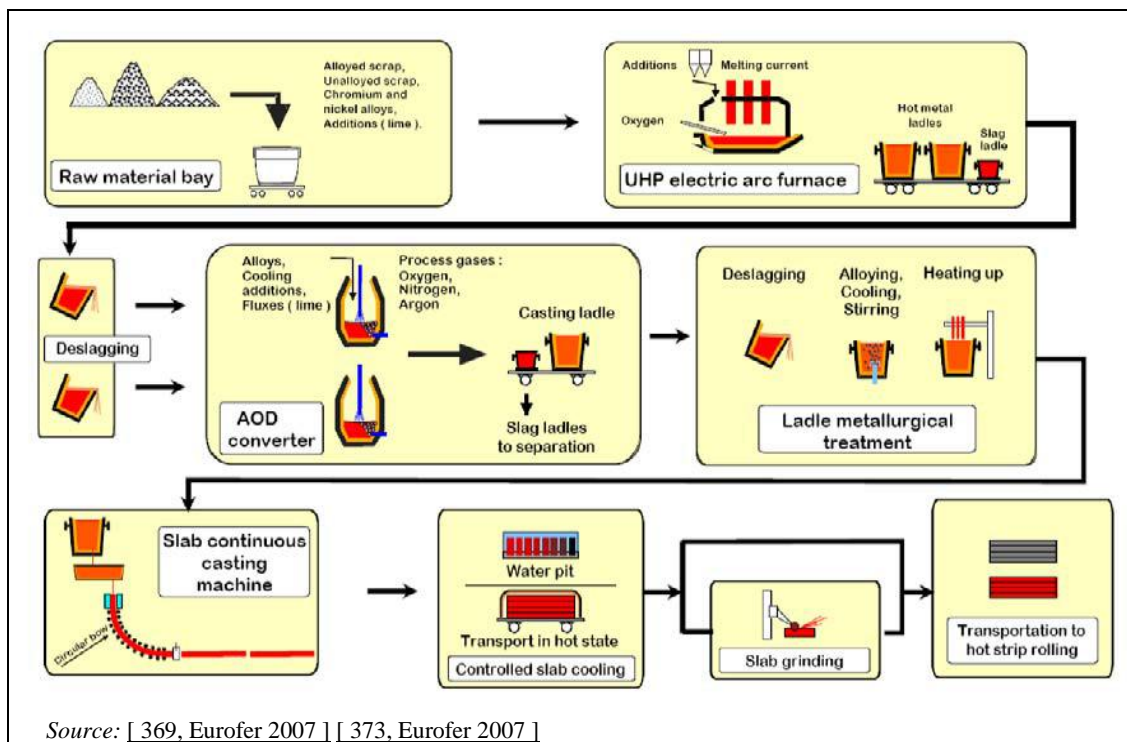 Alloyed scrap,
Unalloyed scrap,
Chromium and
nickel alloys,
Additions ( lime ).
Raw material bay
Additions
Melting current
Oxygen
Hot metal
ladles
Slag
ladle
UHP electric arc furnace
Deslagging
Alloys,
Cooling
additions,
Fluxes ( lime )
Process gases :
Oxygen,
Nitrogen,
Argon
Casting ladle
AOD
converter
Slag ladles
to separation
Deslagging
Alloying,
Cooling,
Stirring
Heating up
Ladle metallurgical
treatment
Slab continuous
casting
machine
Circular bow
Water pit
Transport in hot state
Controlled slab cooling
Slab grinding
Transportation to
hot strip rolling
Source: [ 369, Eurofer 2007 ] [ 373, Eurofer 2007 ]